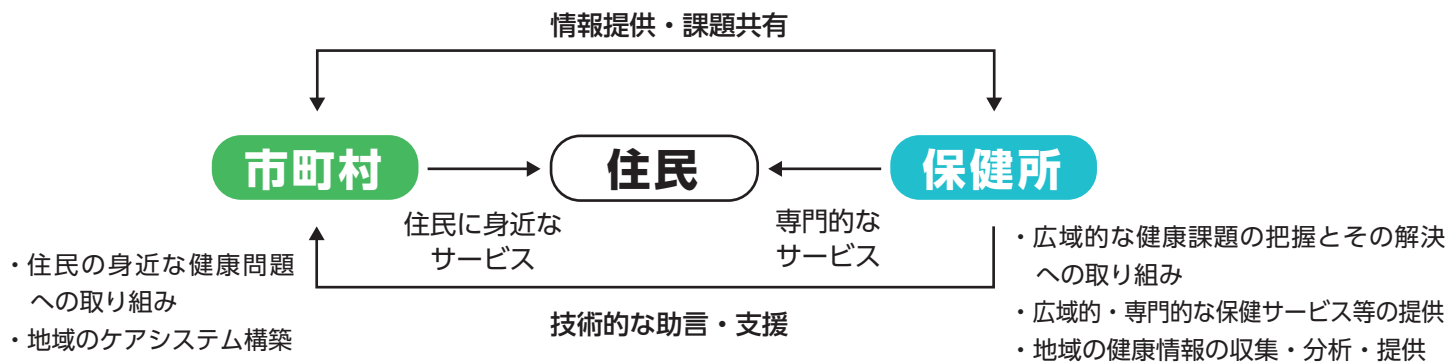 情報提供・課題共有
市町村
住民
保健所
住民に身近な
サービス
専門的な
サービス
・住民の身近な健康問題
への取り組み
・地域のケアシステム構築
技術的な助言・支援
・広域的な健康課題の把握とその解決
への取り組み
・広域的・専門的な保健サービス等の提供
・地域の健康情報の収集・分析・提供